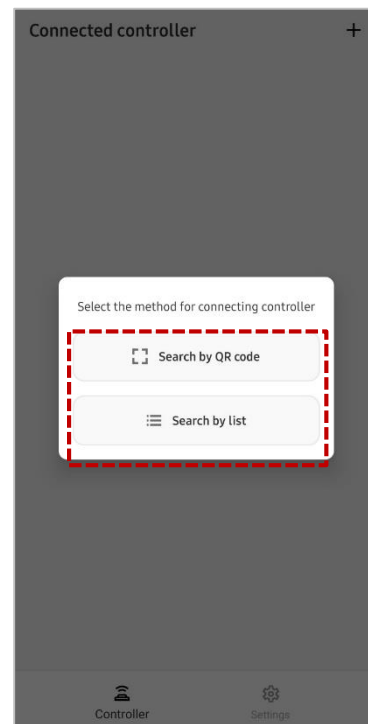 Connected controller +
Select the method for connecting controller
Search by QR code
Search by list
Controller Settings